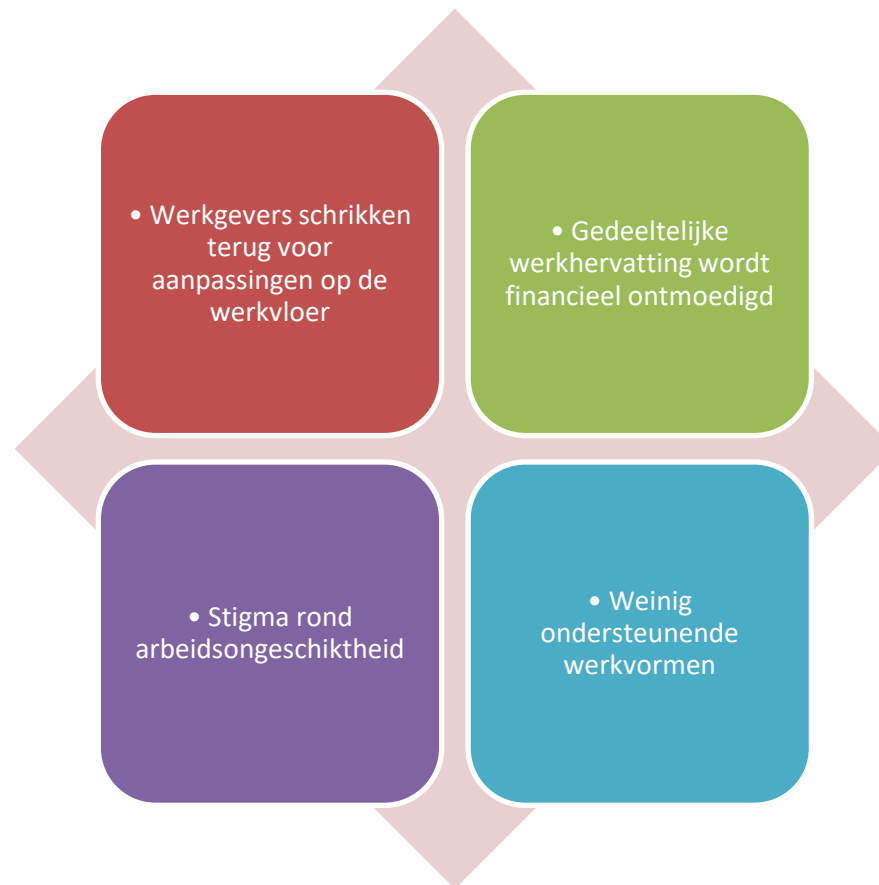 • Werkgevers schrikken
terug voor
aanpassingen op de
werkvloer
• Gedeeltelijke
werkhervatting wordt
financieel ontmoedigd
• Stigma rond
arbeidsongeschiktheid
• Weinig
ondersteunende
werkvormen